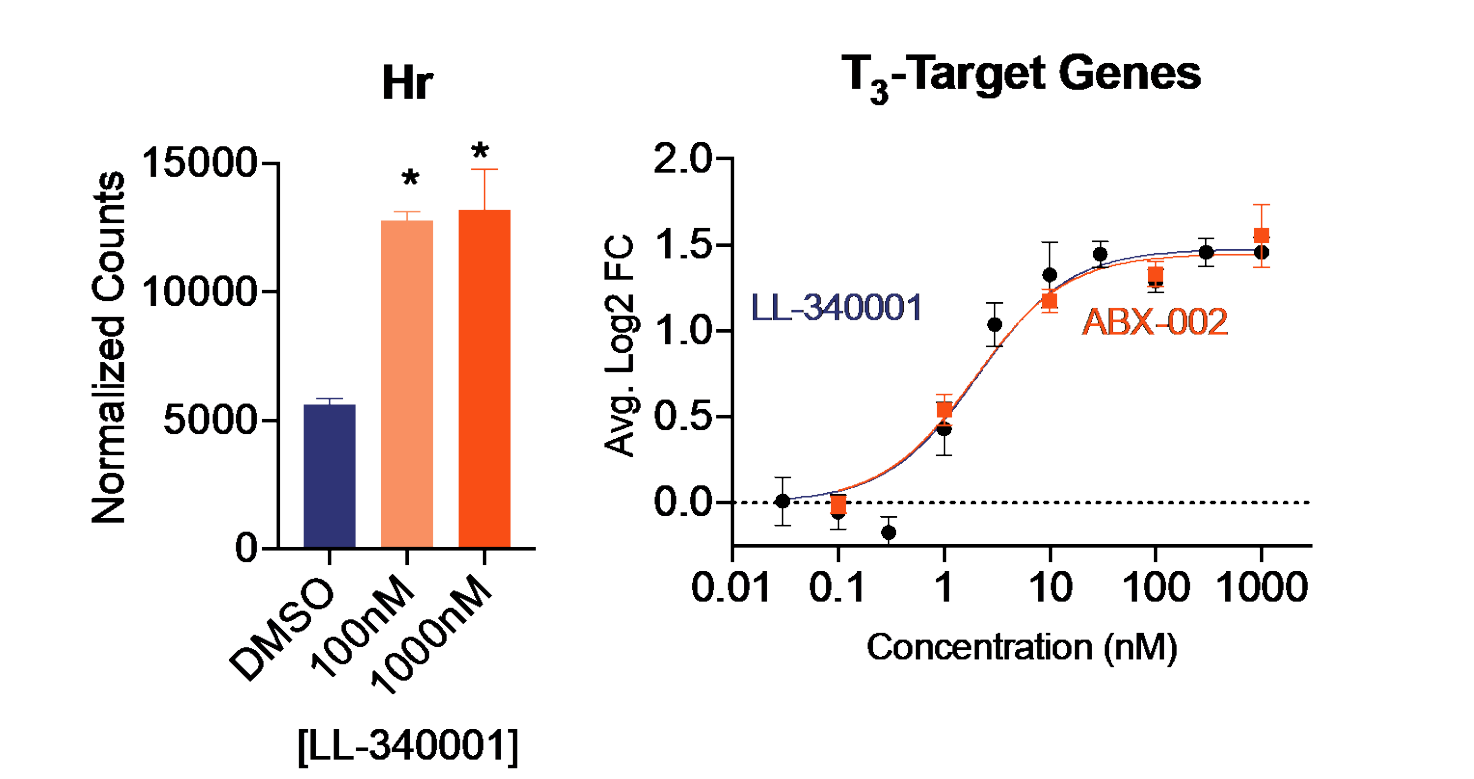 Hr
Normalized Counts
15000
10000
5000
0
*
*
DMSO
100nM
1000nM
[LL-340001]
T₃-Target Genes
Avg. Log2 FC
2.0
1.5
1.0
0.5
0.0
LL-340001
ABX-002
0.01 0.1 1 10 100 1000
Concentration (nM)